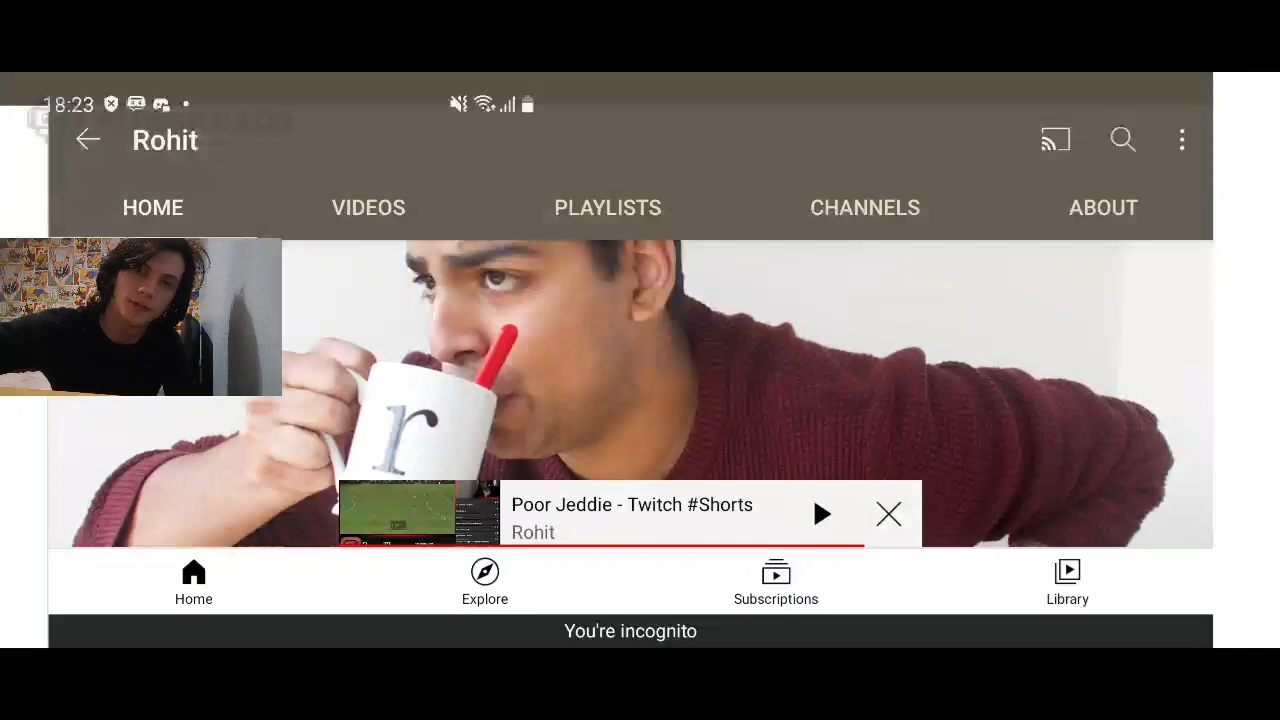 18:23
Rohit
HOME VIDEOS PLAYLISTS CHANNELS ABOUT
r
Poor Jeddie - Twitch #Shorts
Rohit
Home Explore Subscriptions Library
You're incognito